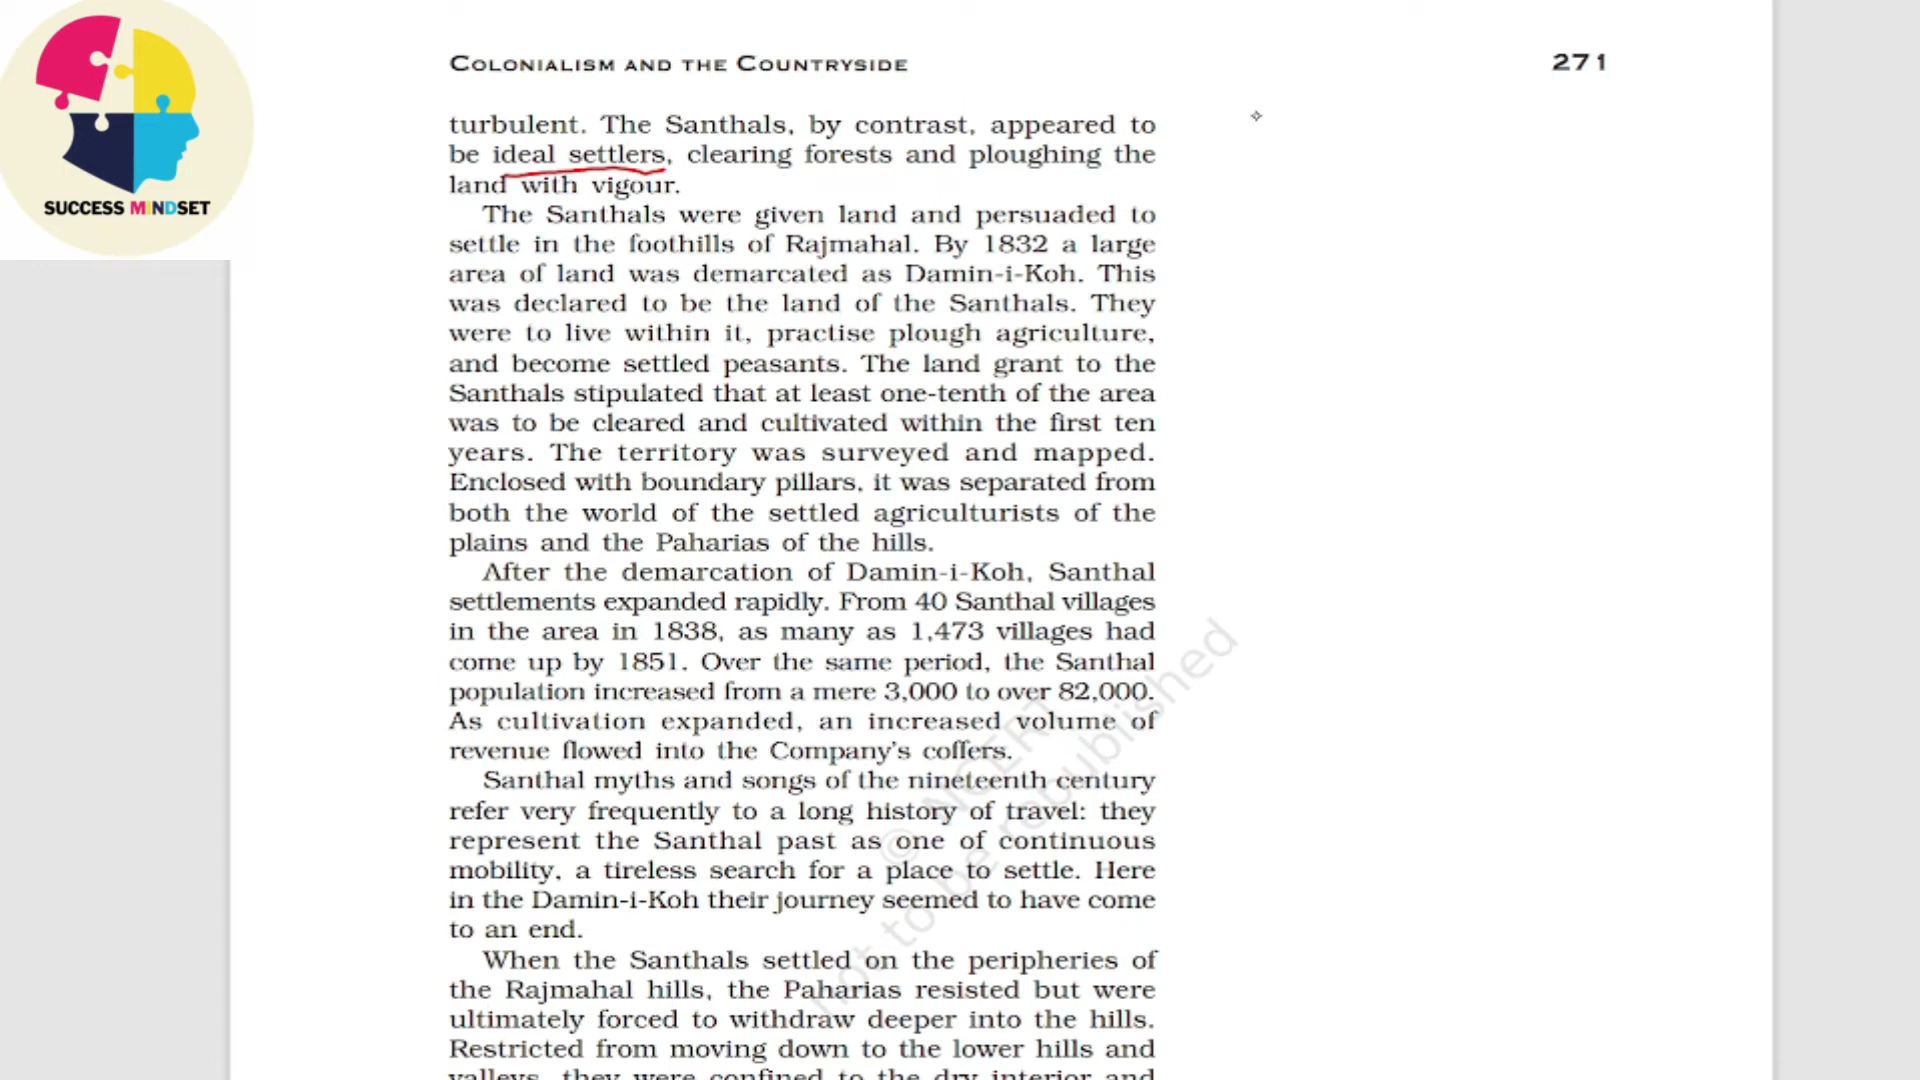 SUCCESS MINDSET
COLONIALISM AND THE COUNTRYSIDE 271
turbulent. The Santhals, by contrast, appeared to
be ideal settlers, clearing forests and ploughing the
land with vigour.
The Santhals were given land and persuaded to
settle in the foothills of Rajmahal. By 1832 a large
area of land was demarcated as Damin-i-Koh. This
was declared to be the land of the Santhals. They
were to live within it, practise plough agriculture,
and become settled peasants. The land grant to the
Santhals stipulated that at least one-tenth of the area
was to be cleared and cultivated within the first ten
years. The territory was surveyed and mapped.
Enclosed with boundary pillars, it was separated from
both the world of the settled agriculturists of the
plains and the Paharias of the hills.
After the demarcation of Damin-i-Koh, Santhal
settlements expanded rapidly. From 40 Santhal villages
in the area in 1838, as many as 1,473 villages had
come up by 1851. Over the same period, the Santhal
population increased from a mere 3,000 to over 82,000.
As cultivation expanded, an increased volume of
revenue flowed into the Company's coffers.
Santhal myths and songs of the nineteenth century
refer very frequently to a long history of travel: they
represent the Santhal past as one of continuous
mobility, a tireless search for a place to settle. Here
in the Damin-i-Koh their journey seemed to have come
to an end.
When the Santhals settled on the peripheries of
the Rajmahal hills, the Paharias resisted but were
ultimately forced to withdraw deeper into the hills.
Restricted from moving down to the lower hills and
valleys, they were confined to the dry interior and
© NCERT
not to be republished